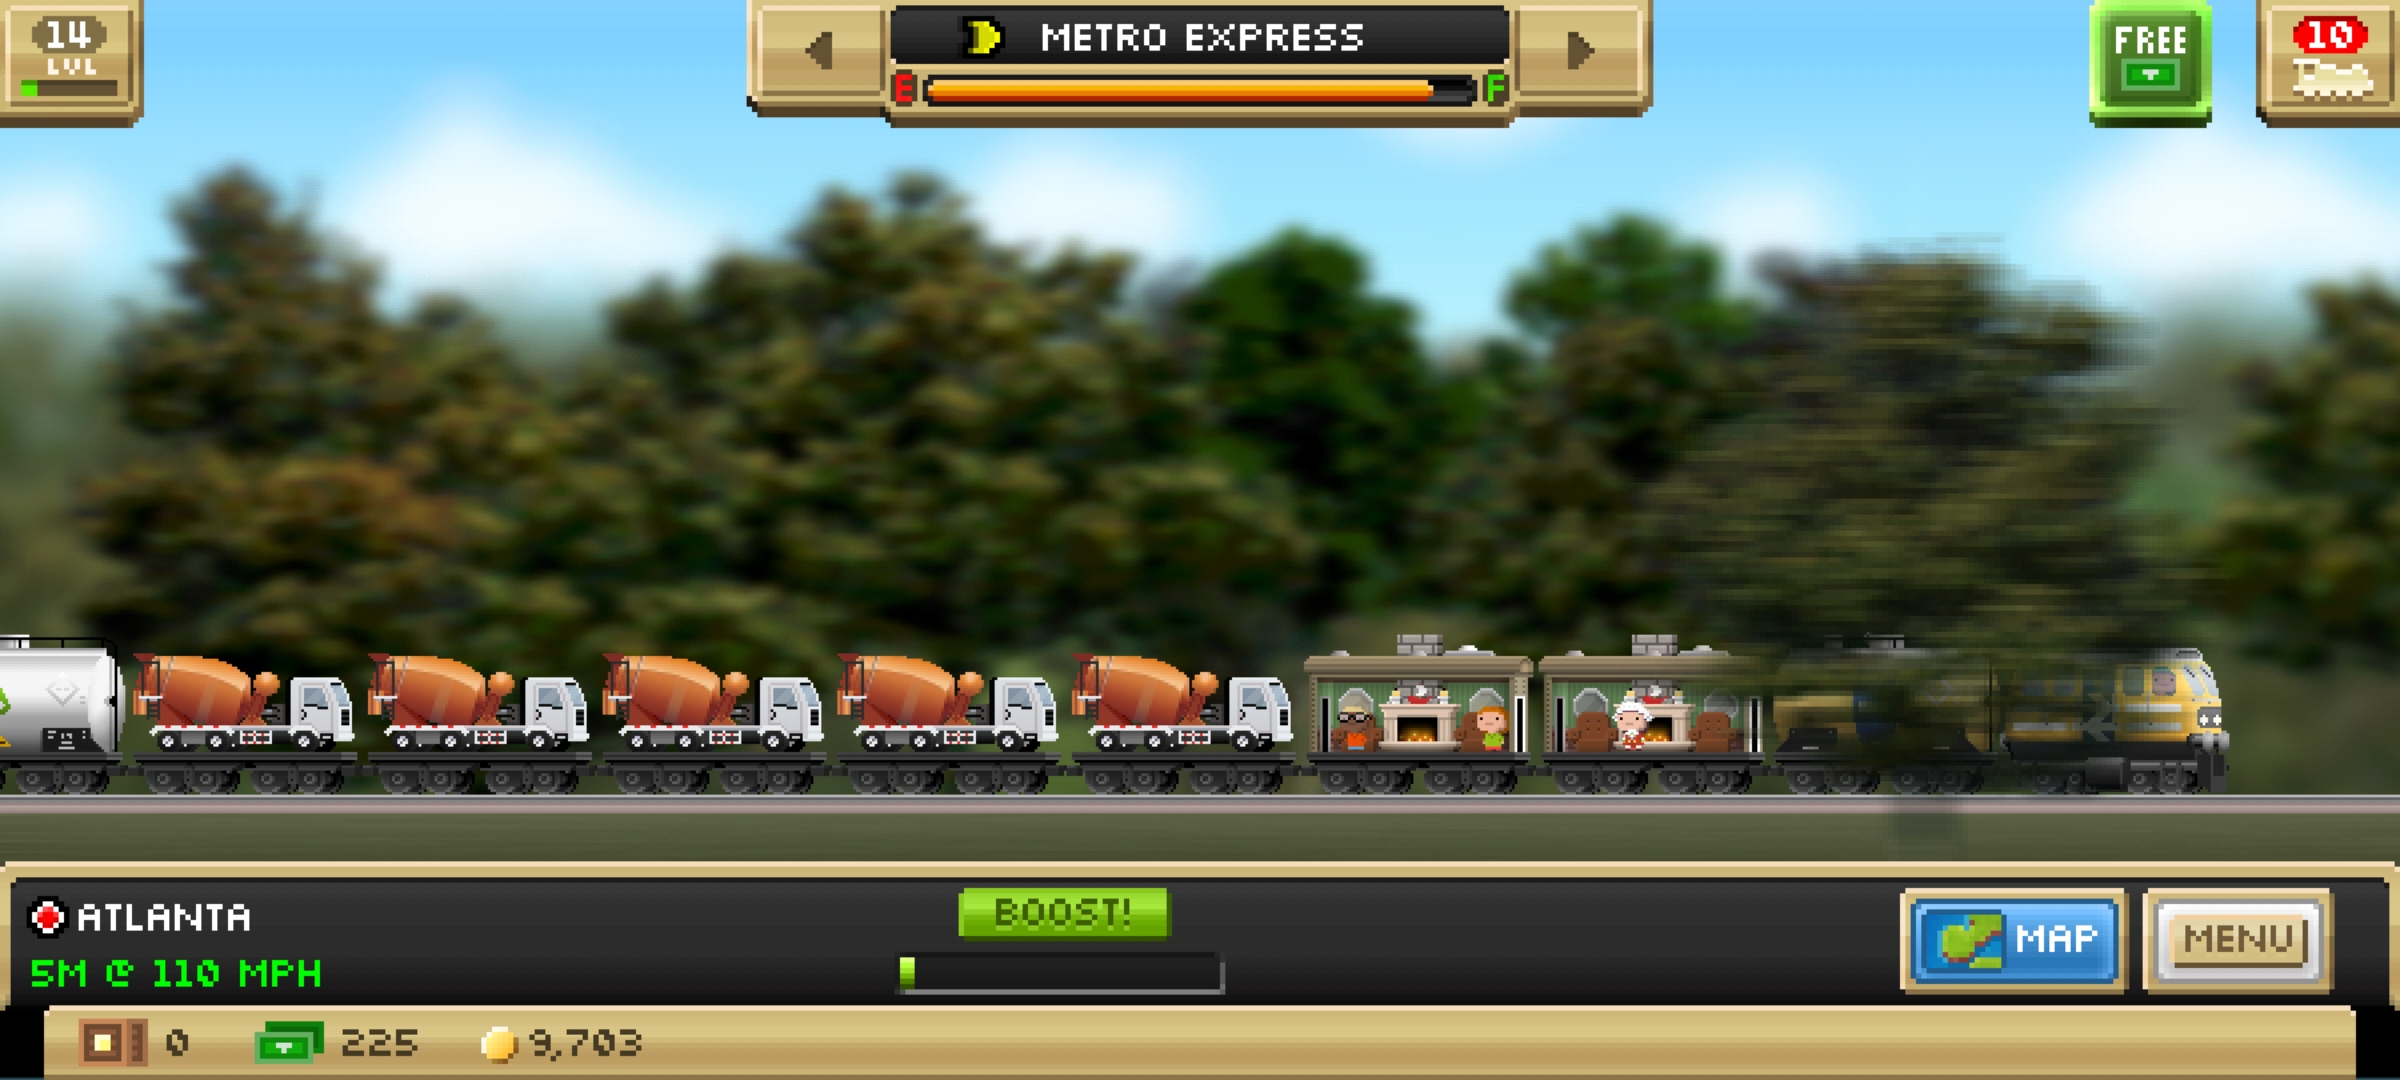 14
LVL
METRO EXPRESS
E F
FREE
10
ATLANTA
5M @ 110 MPH
BOOST!
MAP
MENU
0 225 9,703